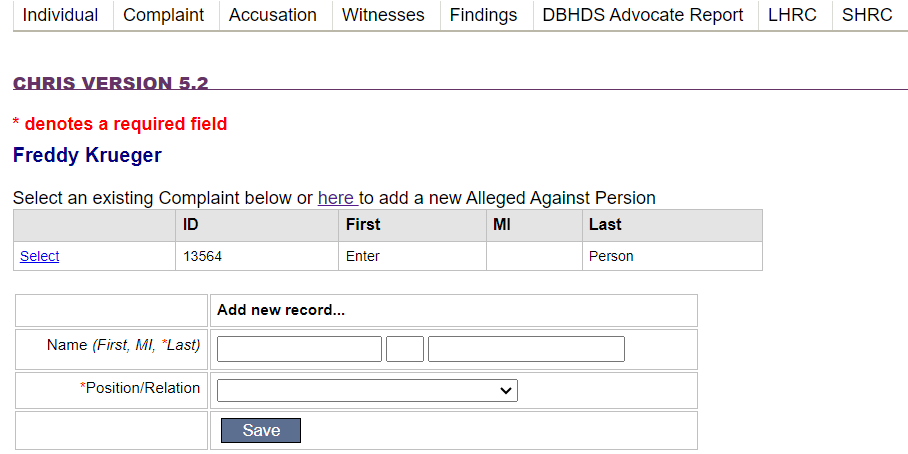 Individual Complaint Accusation Witnesses Findings DBHDS Advocate Report LHRC SHRC
CHRIS VERSION 5.2
* denotes a required field
Freddy Krueger
Select an existing Complaint below or here to add a new Alleged Against Persion
ID First MI Last
Select 13564 Enter Person
Add new record...
Name (First, MI, *Last)
*Position/Relation
Save